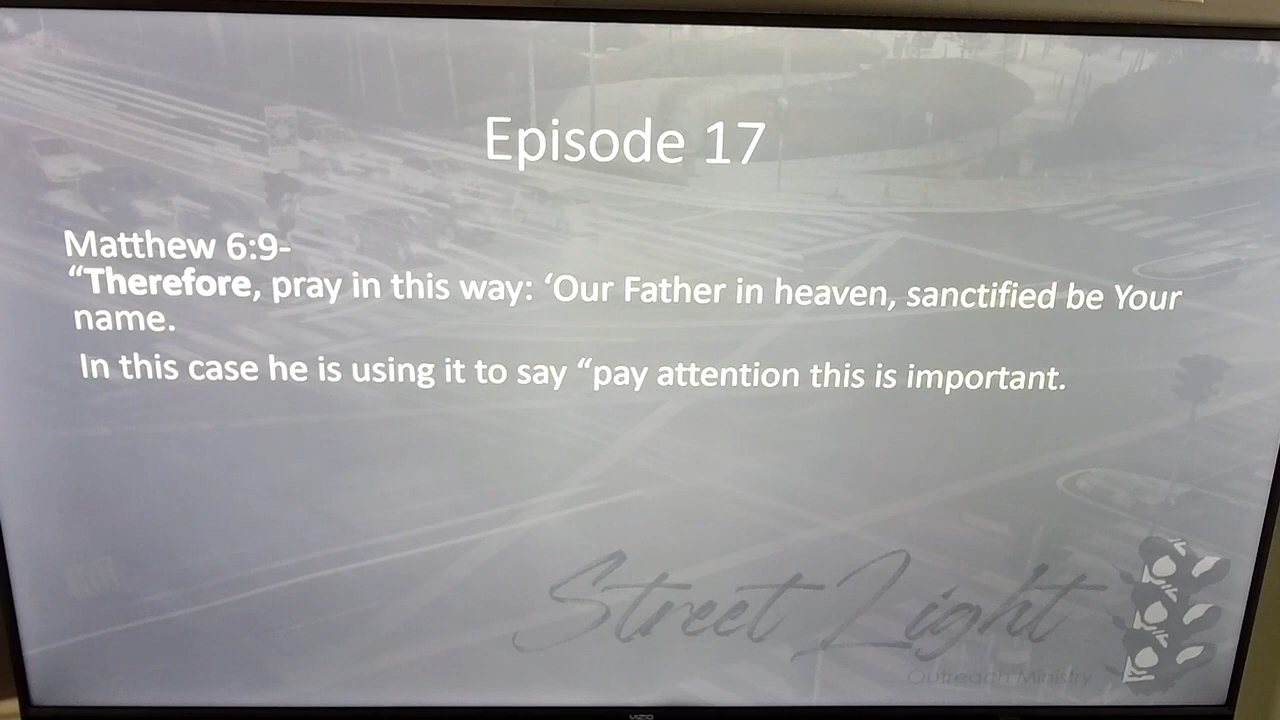 Episode 17
Matthew 6:9-
“Therefore, pray in this way: ‘Our Father in heaven, sanctified be Your
name.
In this case he is using it to say “pay attention this is important.
Street Light
Outreach Ministry
VIZIO